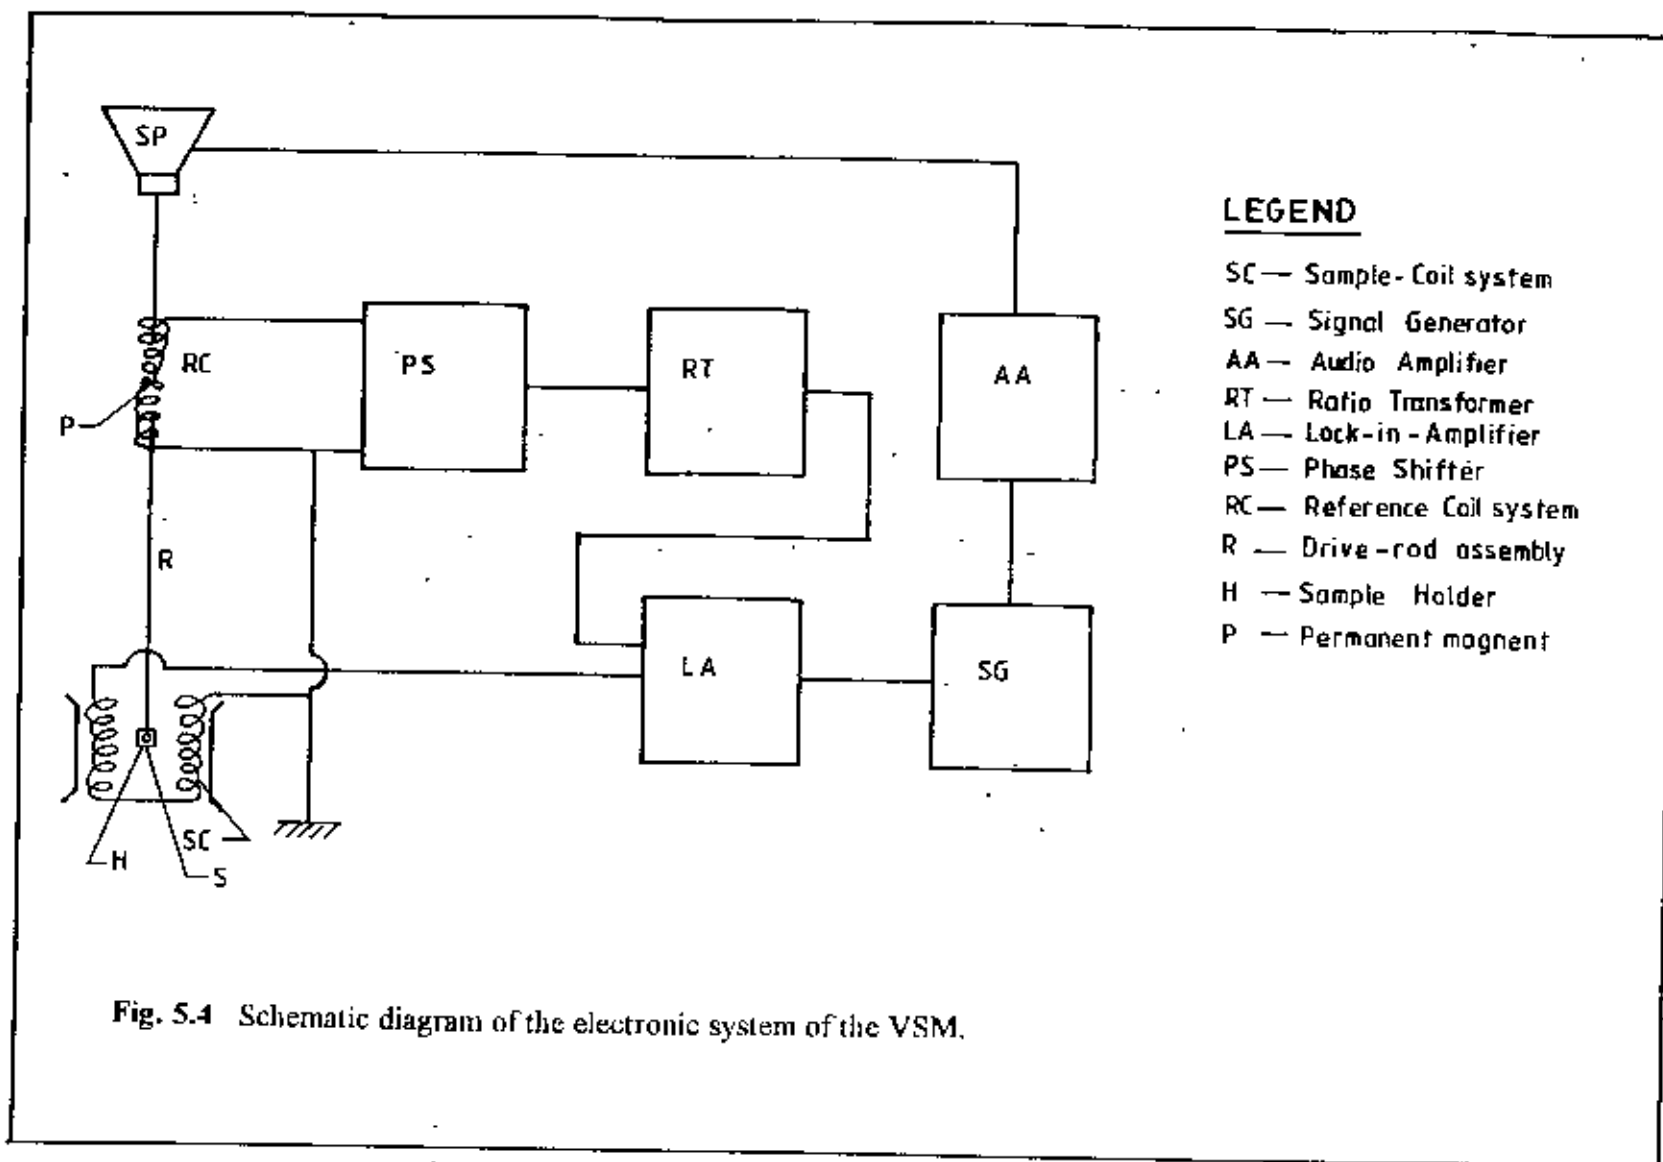 SP
LEGEND
SC — Sample-Coil system
SG — Signal Generator
AA — Audio Amplifier
RT — Ratio Transformer
LA — Lock-in-Amplifier
PS — Phase Shifter
RC — Reference Coil system
R — Drive-rod assembly
H — Sample Holder
P — Permanent magnent
RC
PS
RT
AA
P
R
LA
SG
SC
H
S
Fig. 5.4 Schematic diagram of the electronic system of the VSM.